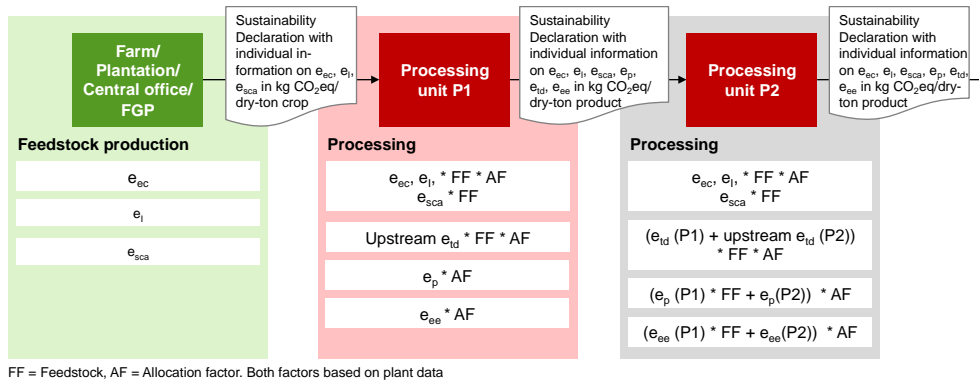 Farm/
Plantation/
Central office/
FGP
Sustainability
Declaration with
individual in-
formation on eec, el,
esca in kg CO2eq/
dry-ton crop
Processing
unit P1
Sustainability
Declaration with
individual information
on eec, el, esca, ep,
etd, eee in kg CO2eq/
dry-ton product
Processing
unit P2
Sustainability
Declaration with
individual information
on eec, el, esca, ep, etd,
eee in kg CO2eq/dry-
ton product
Feedstock production
eec
el
esca
Processing
eec, el, * FF * AF
esca * FF
Upstream etd * FF * AF
ep * AF
eee * AF
Processing
eec, el, * FF * AF
esca * FF
(etd (P1) + upstream etd (P2))
* FF * AF
(ep (P1) * FF + ep(P2)) * AF
(eee (P1) * FF + eee(P2)) * AF
FF = Feedstock, AF = Allocation factor. Both factors based on plant data